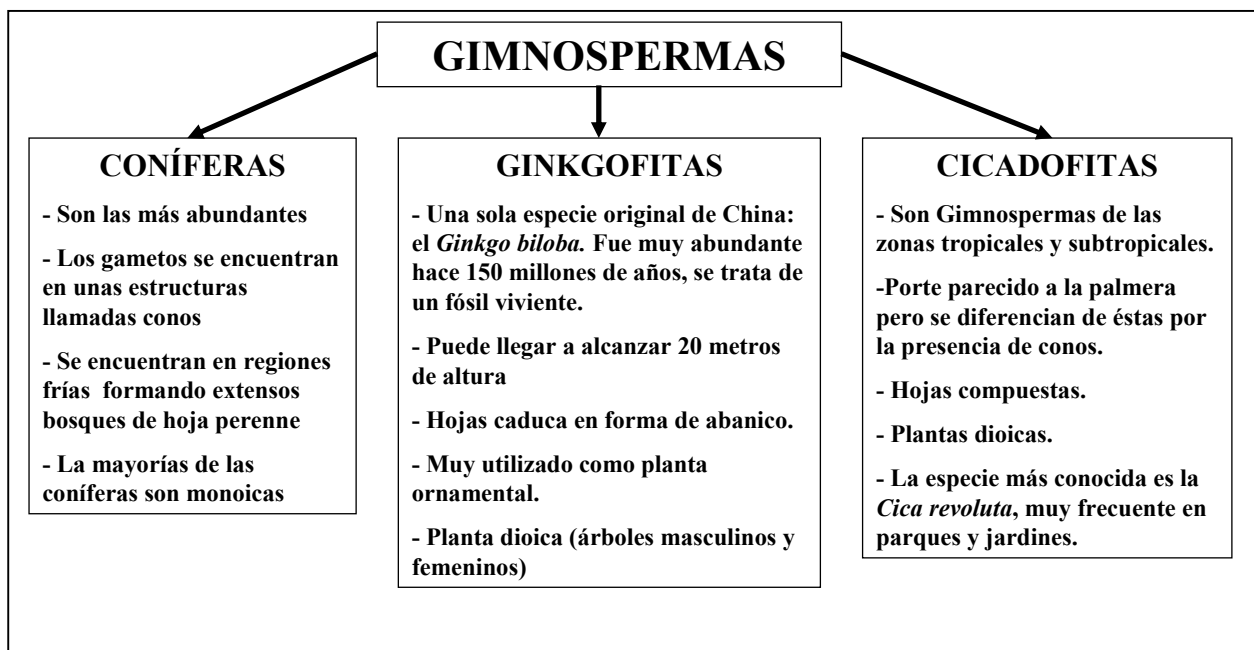 GIMNOSPERMAS
CONÍFERAS
- Son las más abundantes
- Los gametos se encuentran
en unas estructuras
llamadas conos
- Se encuentran en regiones
frías formando extensos
bosques de hoja perenne
- La mayorías de las
coníferas son monoicas
GINKGOFITAS
- Una sola especie original de China:
el Ginkgo biloba. Fue muy abundante
hace 150 millones de años, se trata de
un fósil viviente.
- Puede llegar a alcanzar 20 metros
de altura
- Hojas caduca en forma de abanico.
- Muy utilizado como planta
ornamental.
- Planta dioica (árboles masculinos y
femeninos)
CICADOFITAS
- Son Gimnospermas de las
zonas tropicales y subtropicales.
-Porte parecido a la palmera
pero se diferencian de éstas por
la presencia de conos.
- Hojas compuestas.
- Plantas dioicas.
- La especie más conocida es la
Cica revoluta, muy frecuente en
parques y jardines.